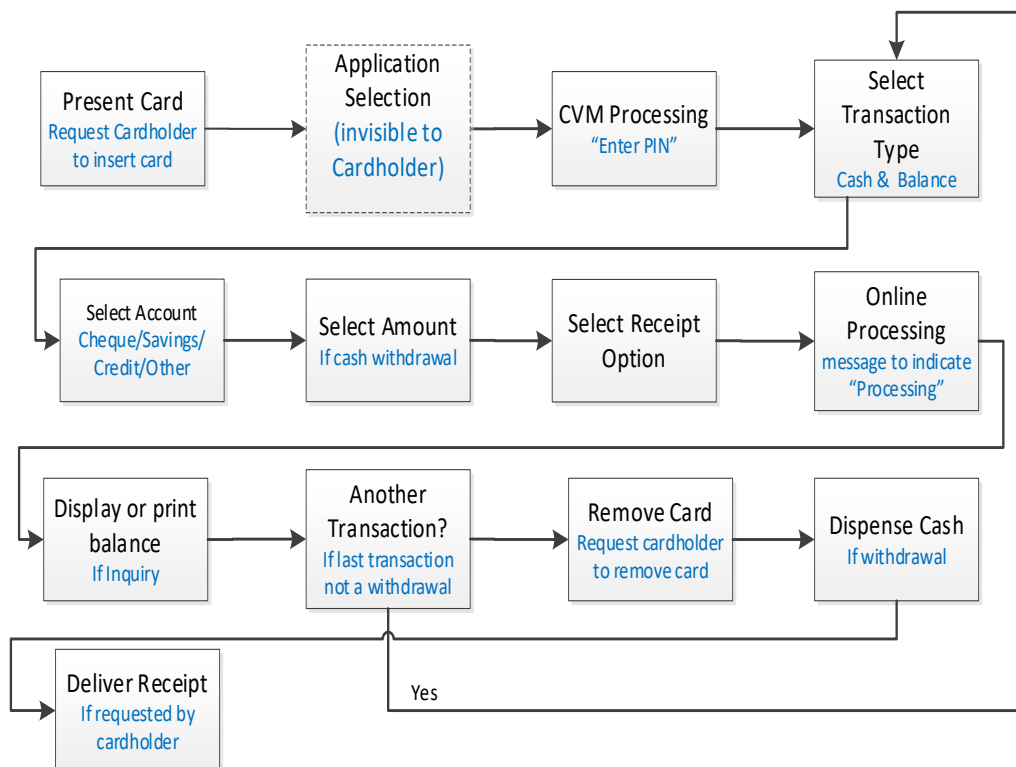 Present Card
Request Cardholder
to insert card
Application
Selection
(invisible to
Cardholder)
CVM Processing
“Enter PIN”
Select
Transaction
Type
Cash & Balance
Select Account
Cheque/Savings/
Credit/Other
Select Amount
If cash withdrawal
Select Receipt
Option
Online
Processing
message to indicate
“Processing”
Display or print
balance
If Inquiry
Another
Transaction?
If last transaction
not a withdrawal
Remove Card
Request cardholder
to remove card
Dispense Cash
If withdrawal
Deliver Receipt
If requested by
cardholder
Yes